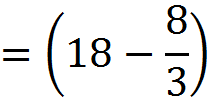 = (18 − 8/3)